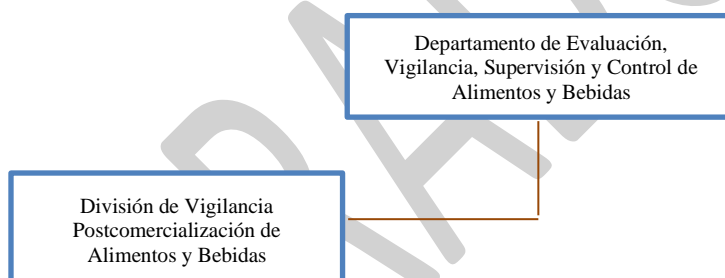 Departamento de Evaluación,
Vigilancia, Supervisión y Control de
Alimentos y Bebidas
División de Vigilancia
Postcomercialización de
Alimentos y Bebidas